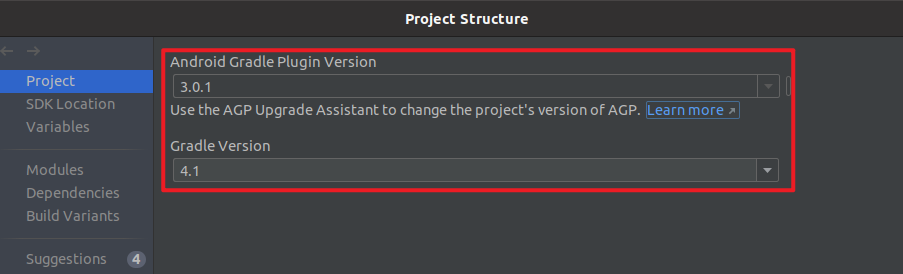 Project Structure
Project
SDK Location
Variables
Modules
Dependencies
Build Variants
Suggestions 4
Android Gradle Plugin Version
3.0.1
Use the AGP Upgrade Assistant to change the project's version of AGP. Learn more
Gradle Version
4.1